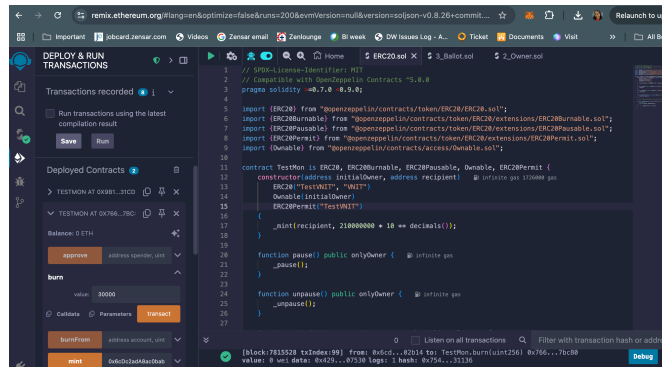 remix.ethereum.org/#lang=en&optimize=false&runs=200&evmVersion=null&version=soljson-v0.8.26+commit....
Relaunch to u
Important
jobcard.zensar.com
Videos
Zensar email
Zenlounge
BI week
DW Issues Log - A...
Ticket
Documents
Visit
»
All B
DEPLOY & RUN
TRANSACTIONS
Transactions recorded 8 i
Run transactions using the latest
compilation result
Save
Run
Deployed Contracts 2
TESTMON AT 0X981...31CD
TESTMON AT 0X766...7BC
Balance: 0 ETH
approve
address spender, uint
burn
value:
30000
Calldata
Parameters
transact
burnFrom
address account, uint
mint
0x6cDc2adA8ac0bab
Home
ERC20.sol
3_Ballot.sol
2_Owner.sol
1 // SPDX-License-Identifier: MIT
2 // Compatible with OpenZeppelin Contracts ^5.0.0
3 pragma solidity >=0.7.0 <0.9.0;
4
5 import {ERC20} from "@openzeppelin/contracts/token/ERC20/ERC20.sol";
6 import {ERC20Burnable} from "@openzeppelin/contracts/token/ERC20/extensions/ERC20Burnable.sol";
7 import {ERC20Pausable} from "@openzeppelin/contracts/token/ERC20/extensions/ERC20Pausable.sol";
8 import {ERC20Permit} from "@openzeppelin/contracts/token/ERC20/extensions/ERC20Permit.sol";
9 import {Ownable} from "@openzeppelin/contracts/access/Ownable.sol";
10
11 contract TestMon is ERC20, ERC20Burnable, ERC20Pausable, Ownable, ERC20Permit {
12 constructor(address initialOwner, address recipient) infinite gas 1726000 gas
13 ERC20("TestVNIT", "VNIT")
14 Ownable(initialOwner)
15 ERC20Permit("TestVNIT")
16 {
17 _mint(recipient, 210000000 * 10 ** decimals());
18 }
19
20 function pause() public onlyOwner { infinite gas
21 _pause();
22 }
23
24 function unpause() public onlyOwner { infinite gas
25 _unpause();
26 }
27
0
Listen on all transactions
Filter with transaction hash or addre
[block:7815528 txIndex:99] from: 0x6cd...02b14 to: TestMon.burn(uint256) 0x766...7bc80
value: 0 wei data: 0x429...07530 logs: 1 hash: 0x754...31136
Debug